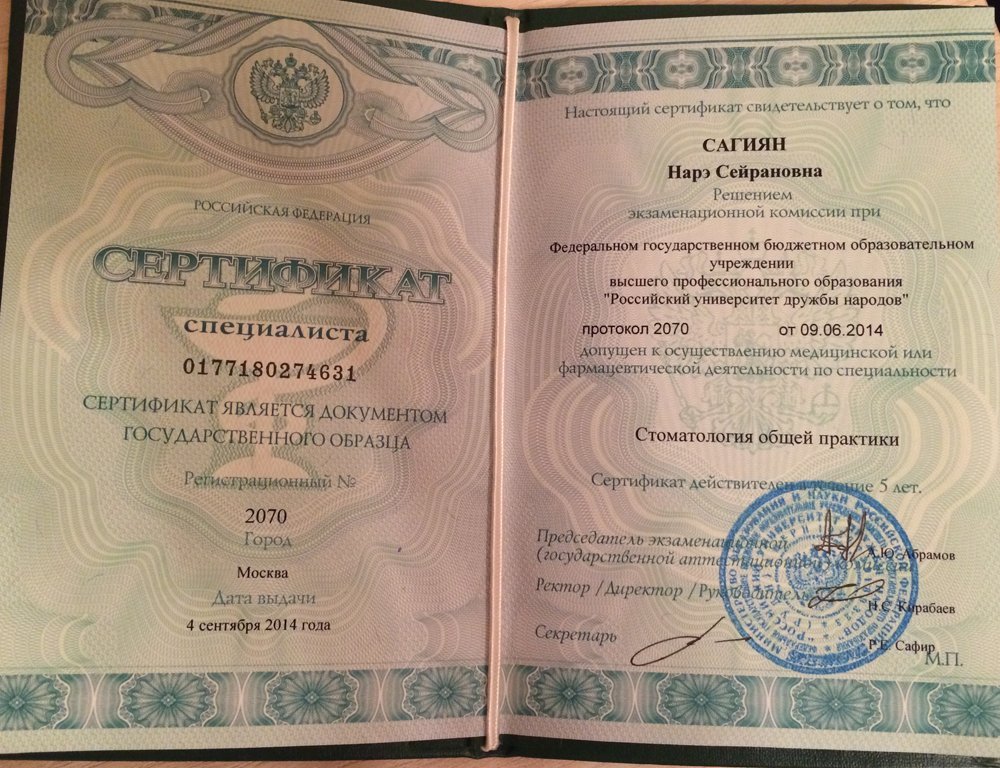 РОССИЙСКАЯ ФЕДЕРАЦИЯ
СЕРТИФИКАТ
специалиста
0177180274631
СЕРТИФИКАТ ЯВЛЯЕТСЯ ДОКУМЕНТОМ
ГОСУДАРСТВЕННОГО ОБРАЗЦА
Регистрационный №
2070
Город
Москва
Дата выдачи
4 сентября 2014 года
Настоящий сертификат свидетельствует о том, что
САГИЯН
Нарэ Сейрановна
Решением
экзаменационной комиссии при
Федеральном государственном бюджетном образовательном
учреждении
высшего профессионального образования
"Российский университет дружбы народов"
протокол 2070 от 09.06.2014
допущен к осуществлению медицинской или
фармацевтической деятельности по специальности
Стоматология общей практики
Сертификат действителен в течение 5 лет.
Председатель экзаменационной
(государственной аттестационной) комиссии
А.Ю. Абрамов
Ректор /Директор /Руководитель
Н.С. Кирабаев
Секретарь
Р.Е. Сафир
М.П.